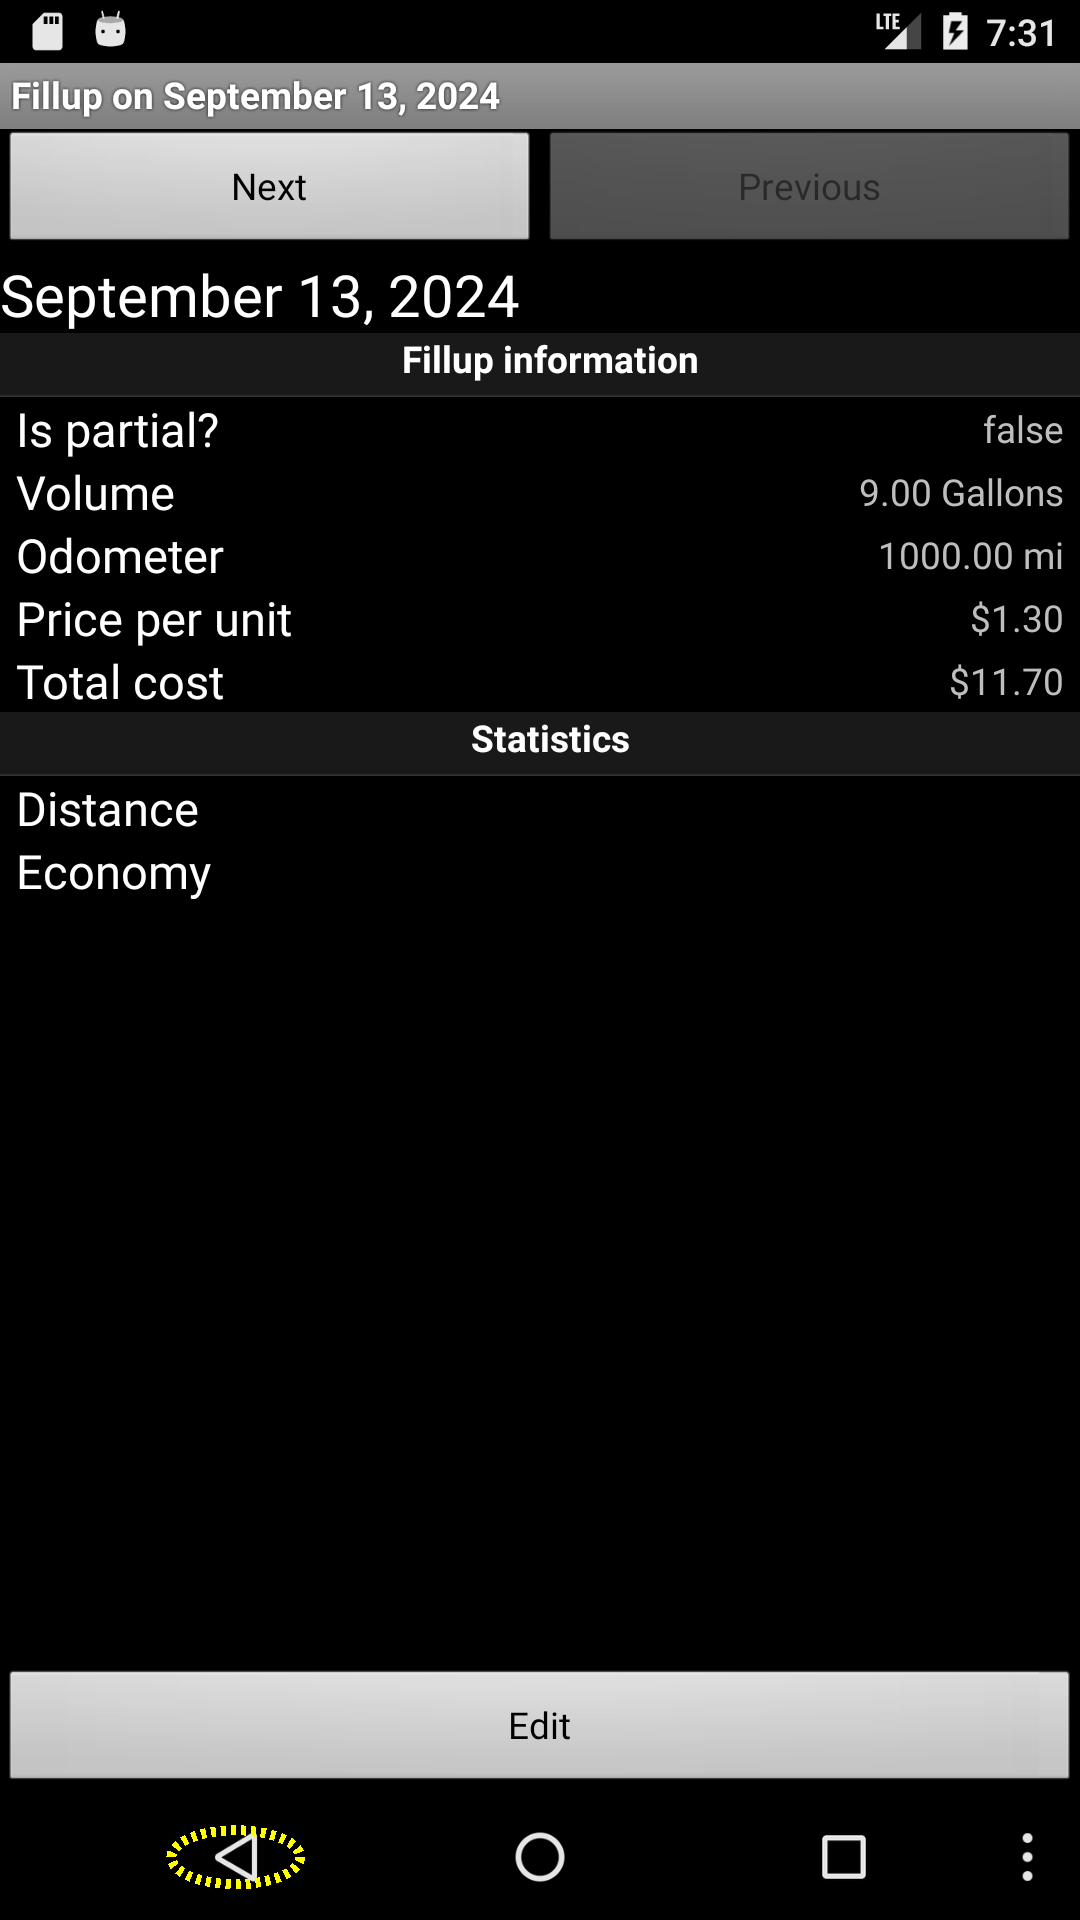 LTE 7:31
Fillup on September 13, 2024
Next Previous
September 13, 2024
Fillup information
Is partial? false
Volume 9.00 Gallons
Odometer 1000.00 mi
Price per unit $1.30
Total cost $11.70
Statistics
Distance
Economy
Edit